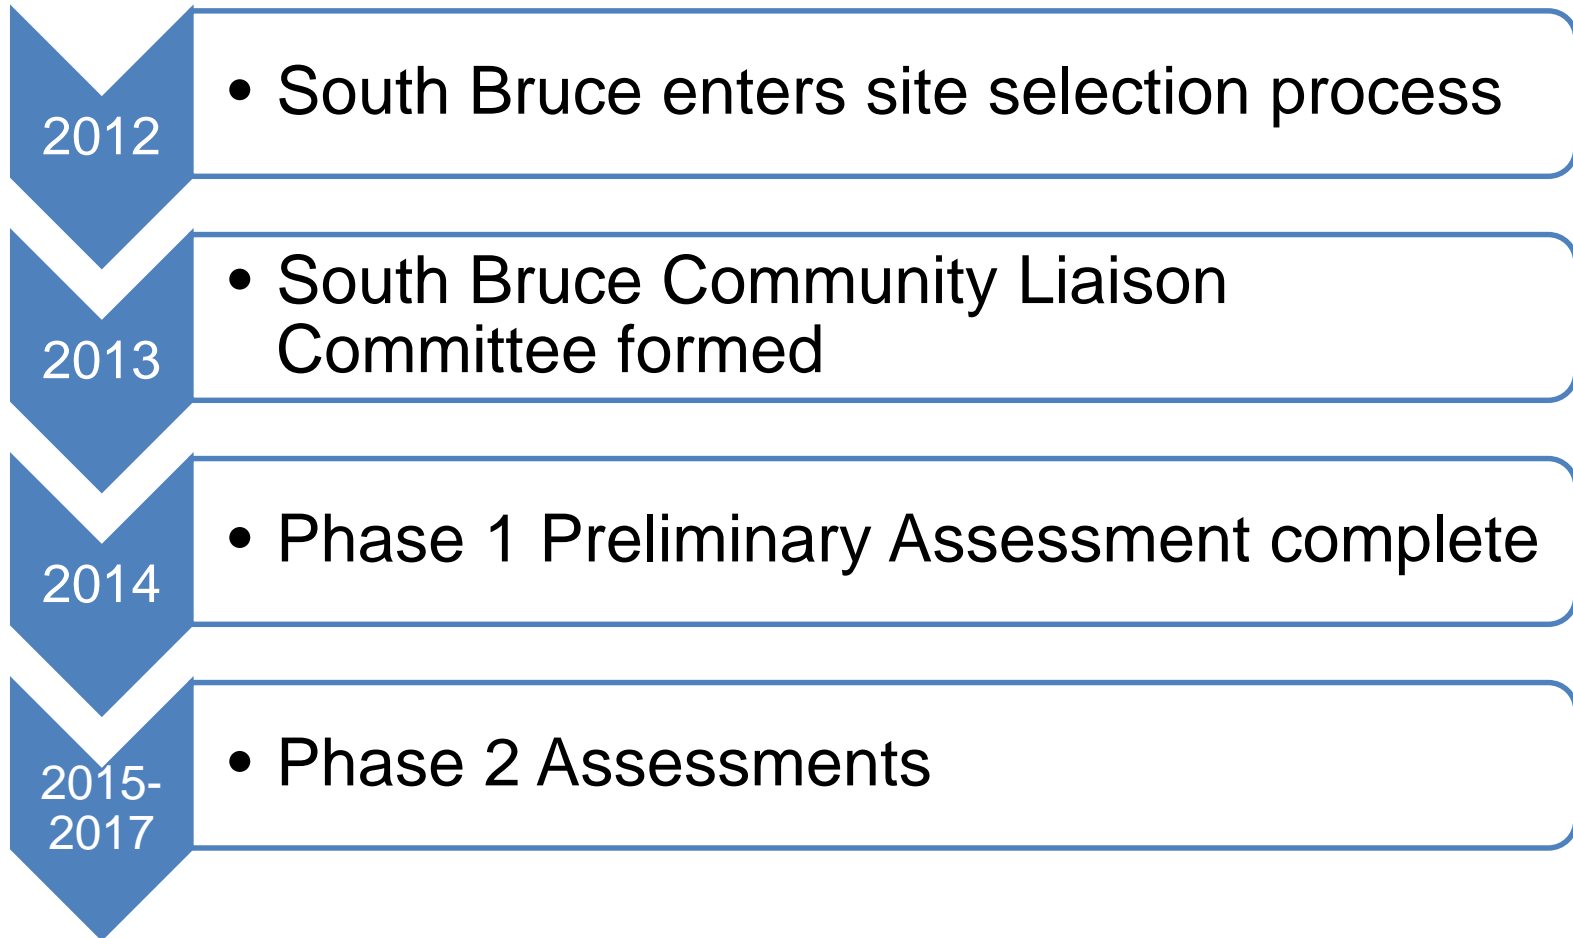 2012
• South Bruce enters site selection process
2013
• South Bruce Community Liaison
Committee formed
2014
• Phase 1 Preliminary Assessment complete
2015-
2017
• Phase 2 Assessments